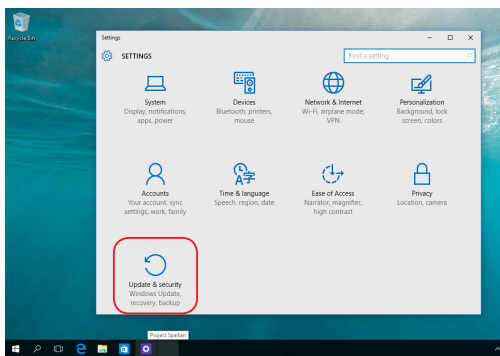 Recycle Bin
Settings
SETTINGS
Find a setting
System
Display, notifications,
apps, power
Devices
Bluetooth, printers,
mouse
Network & Internet
Wi-Fi, airplane mode,
VPN
Personalization
Background, lock
screen, colors
Accounts
Your account, sync
settings, work, family
Time & language
Speech, region, date
Ease of Access
Narrator, magnifier,
high contrast
Privacy
Location, camera
Update & security
Windows Update,
recovery, backup
Project Spartan